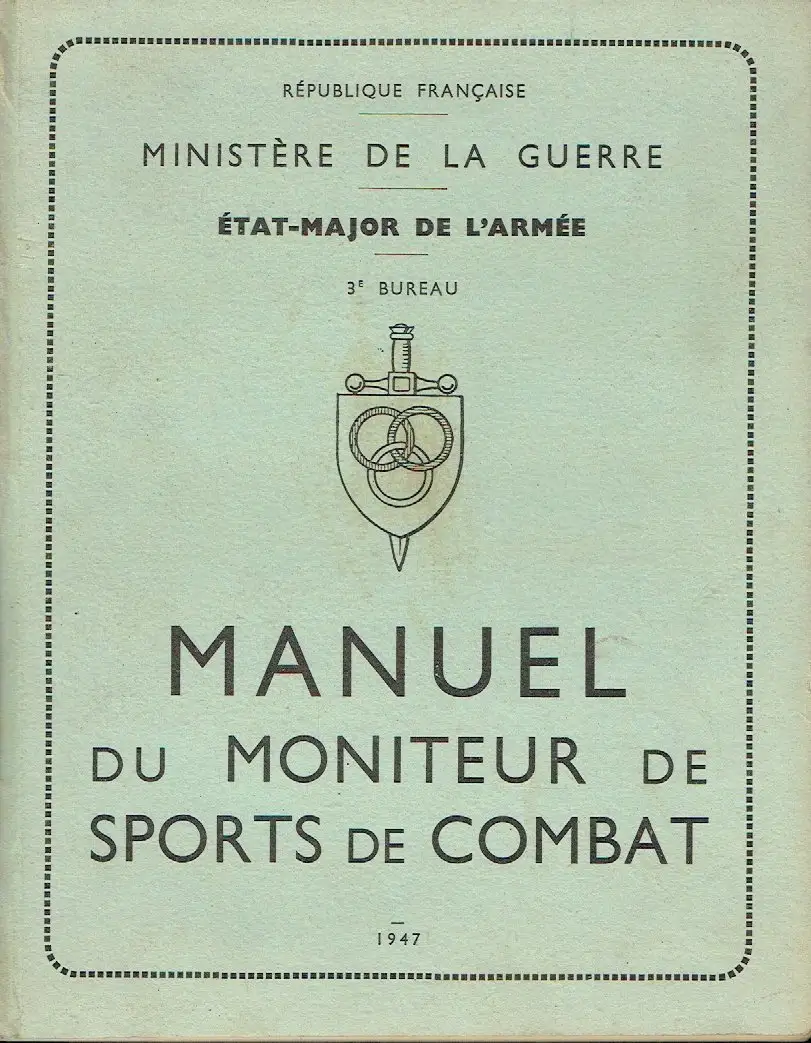 RÉPUBLIQUE FRANÇAISE
MINISTÈRE DE LA GUERRE
ÉTAT-MAJOR DE L'ARMÉE
3E BUREAU
MANUEL
DU MONITEUR DE
SPORTS DE COMBAT
1947